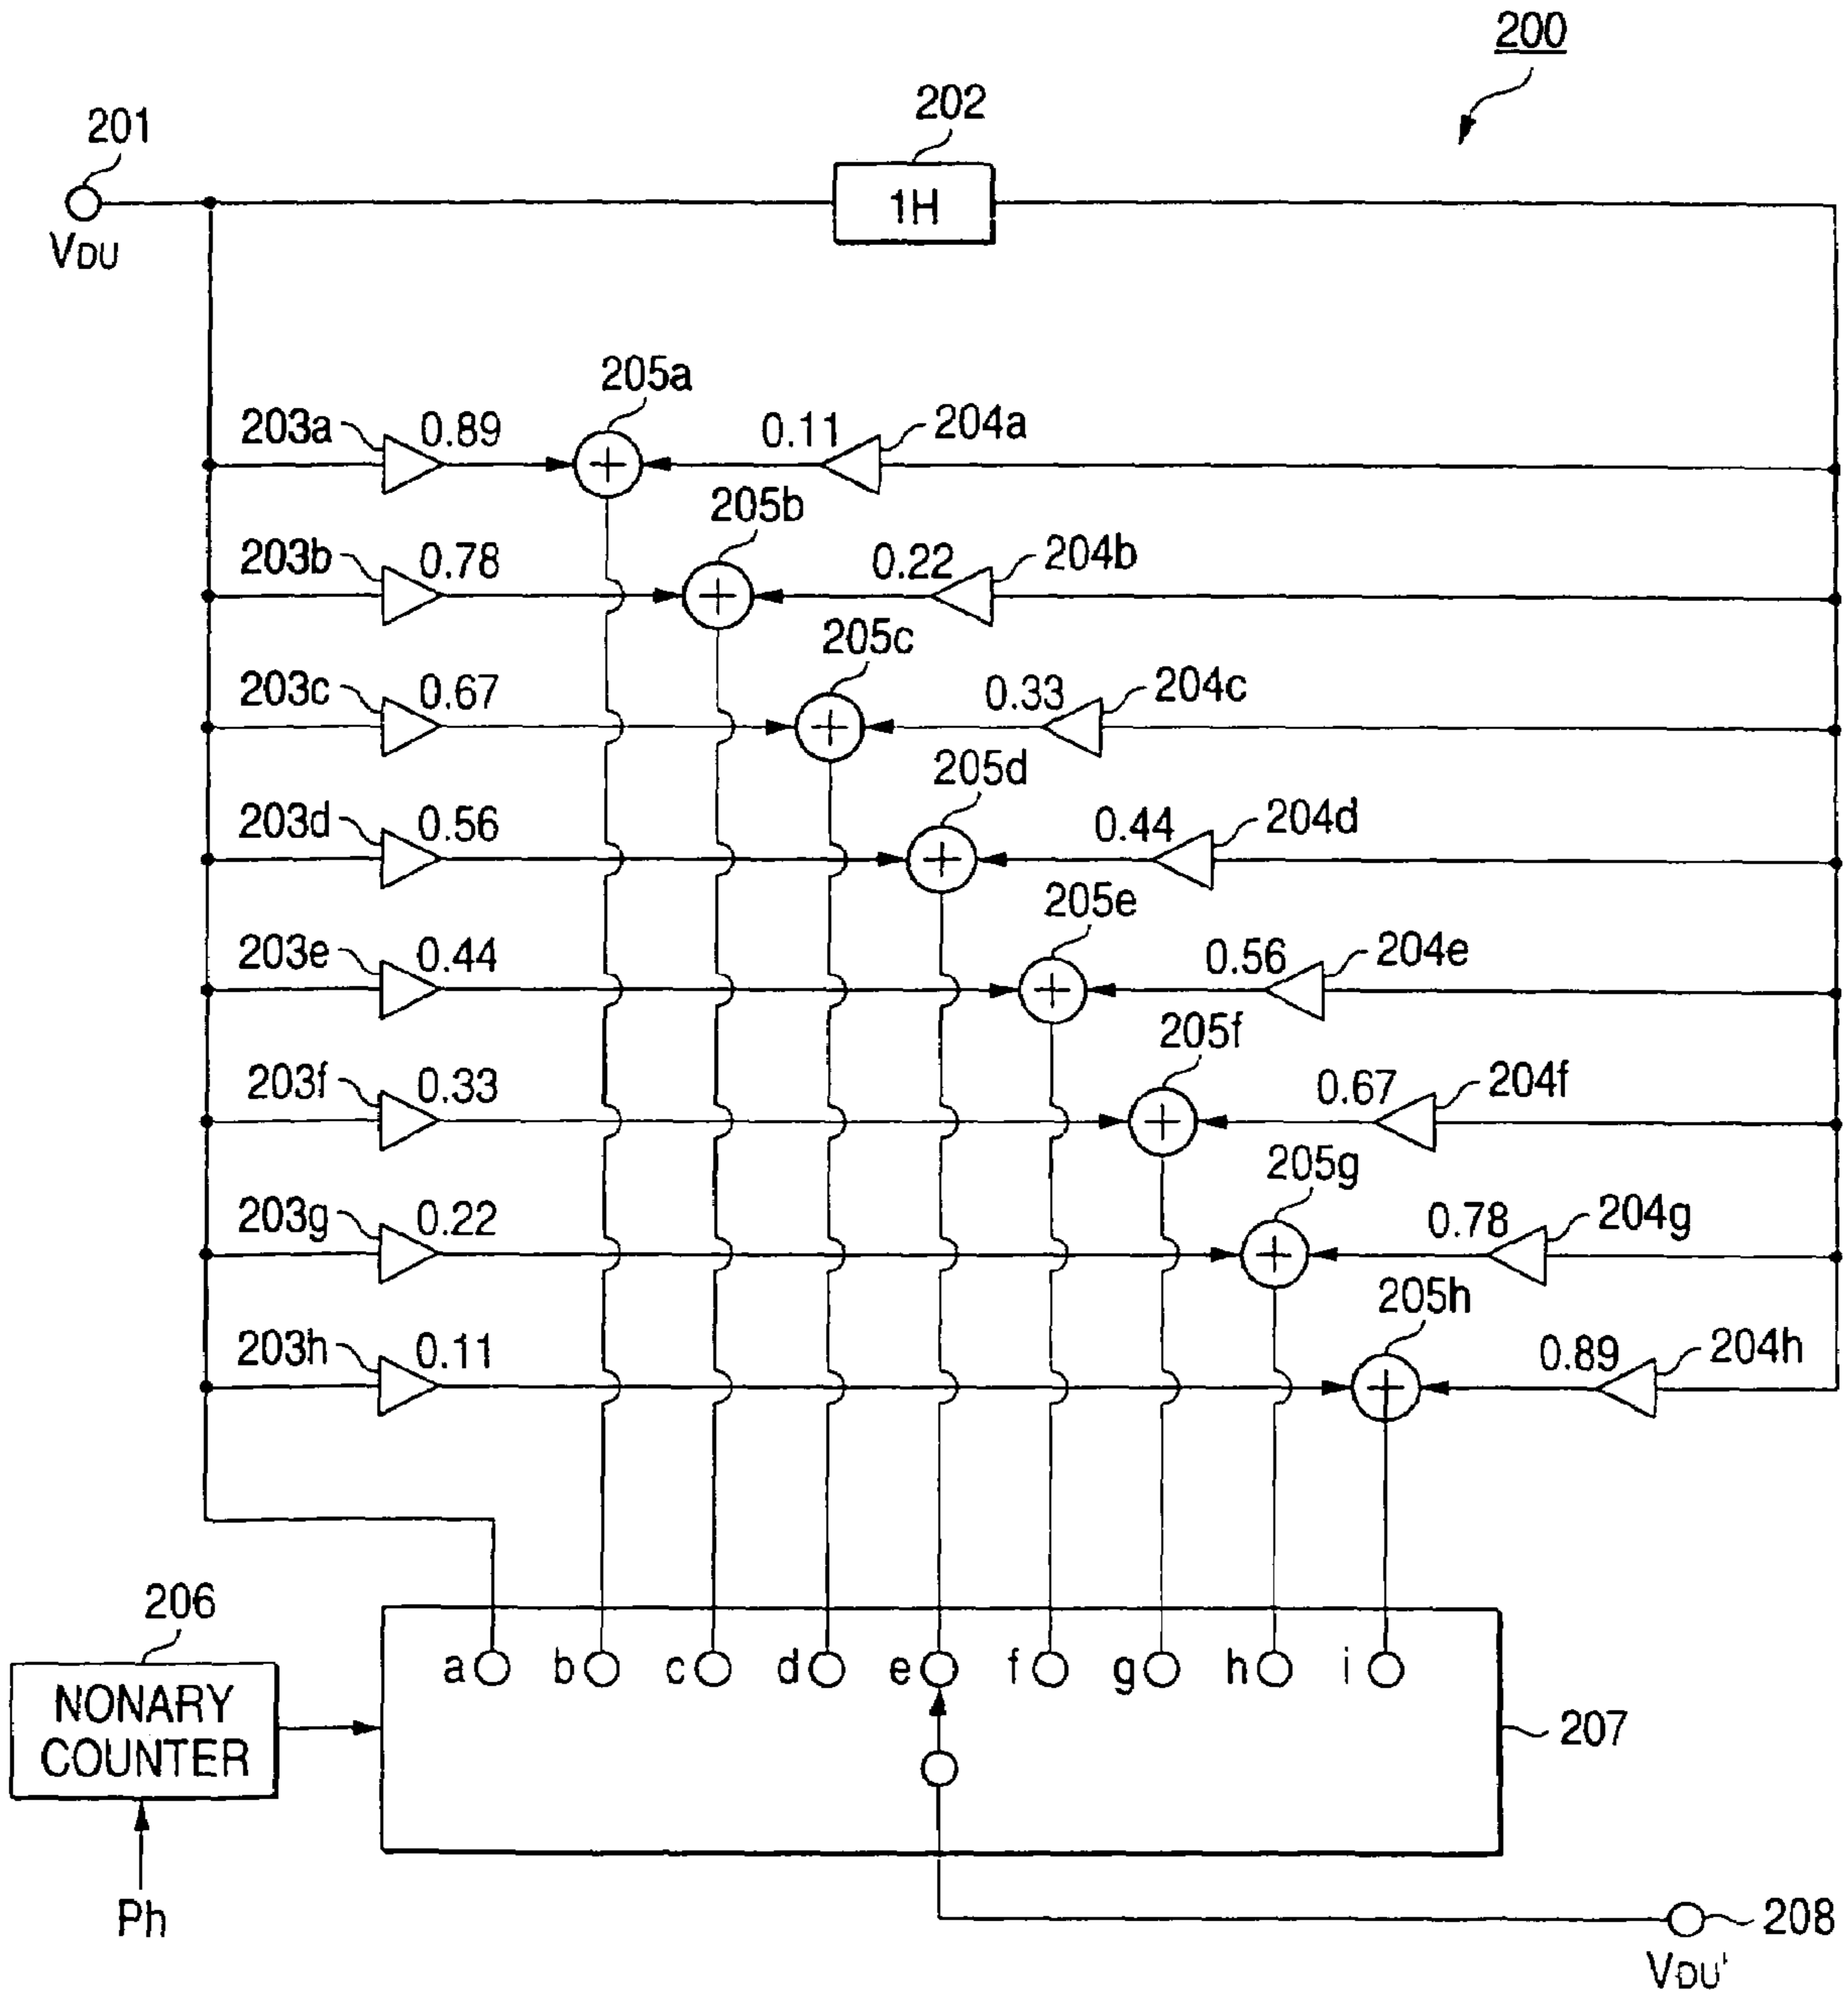 200
202
201
1H
VDU
205a
203a 0.89 0.11 204a
205b
203b 0.78 0.22 204b
205c
203c 0.67 0.33 204c
205d
203d 0.56 0.44 204d
205e
203e 0.44 0.56 204e
205f
203f 0.33 0.67 204f
205g
203g 0.22 0.78 204g
205h
203h 0.11 0.89 204h
206
a b c d e f g h i
NONARY
COUNTER
207
Ph
208
VDU'